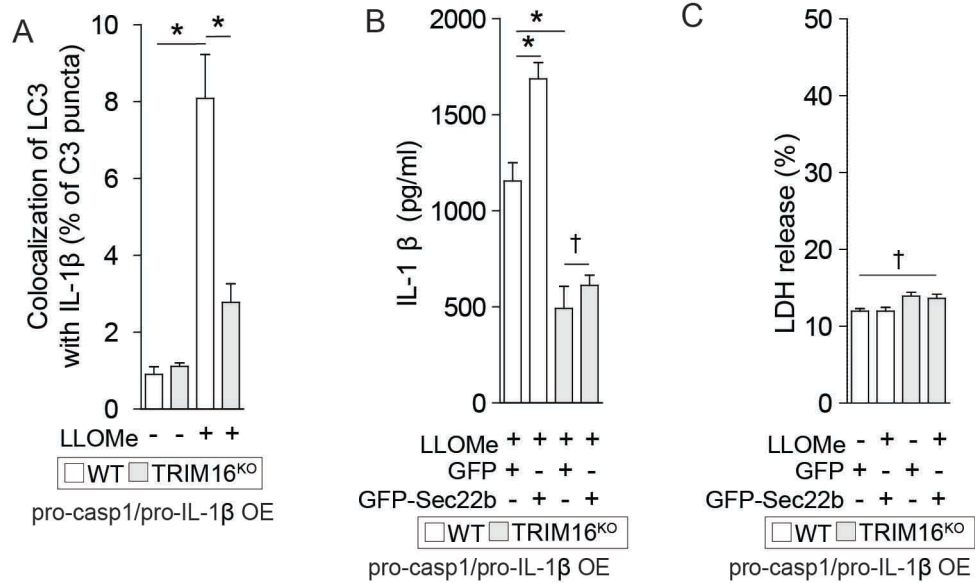 A
Colocalization of LC3
with IL-1β (% of C3 puncta)
10
8
6
4
2
0
* *
LLOMe - - + +
WT TRIM16KO
pro-casp1/pro-IL-1β OE
B
IL-1 β (pg/ml)
2000
1500
1000
500
0
*
*
†
LLOMe + + + +
GFP + - + -
GFP-Sec22b - + - +
WT TRIM16KO
pro-casp1/pro-IL-1β OE
C
LDH release (%)
50
40
30
20
10
0
†
LLOMe - + - +
GFP + - + -
GFP-Sec22b - + - +
WT TRIM16KO
pro-casp1/pro-IL-1β OE